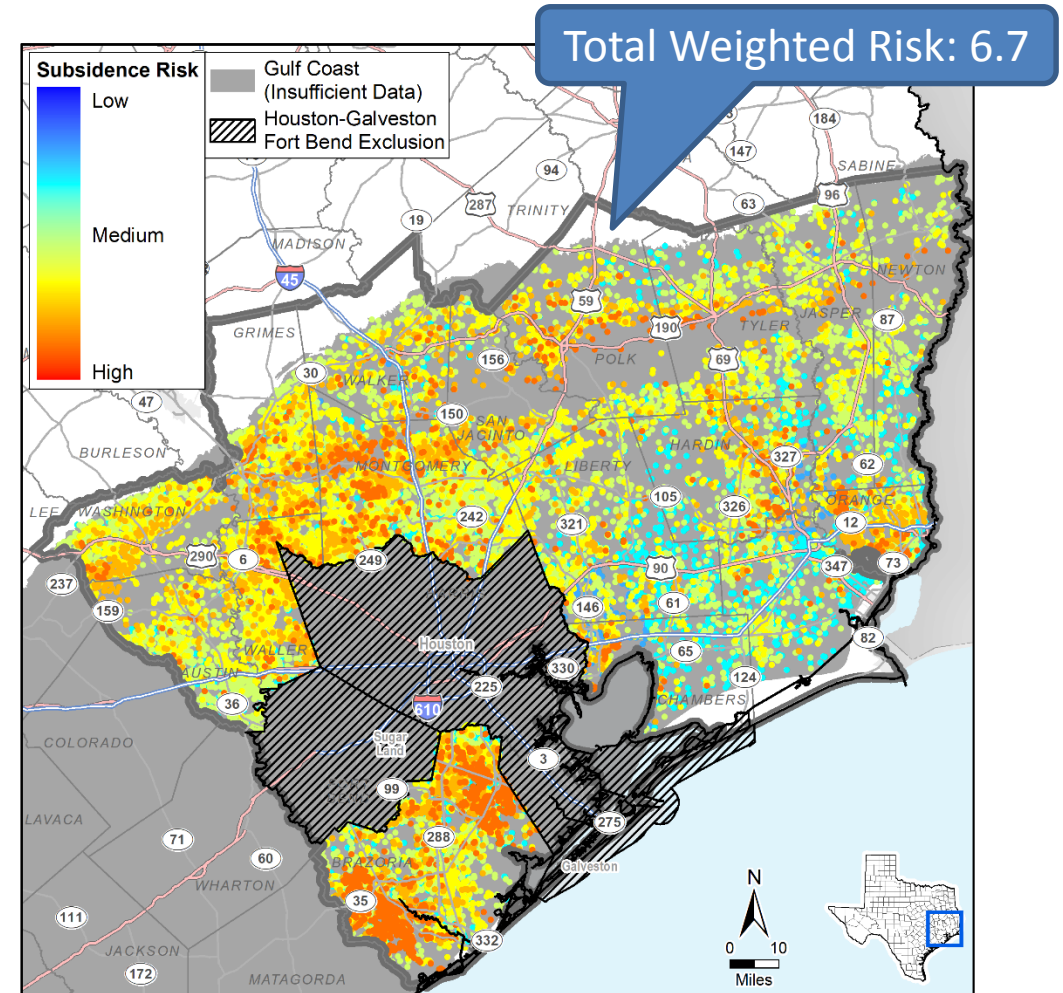 Total Weighted Risk: 6.7
Subsidence Risk
Low
Medium
High
Gulf Coast
(Insufficient Data)
Houston-Galveston
Fort Bend Exclusion
184
147
SABINE
94
96
63
287
TRINITY
19
MADISON
45
NEWTON
59
GRIMES
JASPER
87
190
TYLER
156
POLK
69
30
WALKER
47
150
SAN
JACINTO
HARDIN
BURLESON
327
MONTGOMERY
LIBERTY
62
105
ORANGE
LEE
WASHINGTON
326
242
321
12
290
6
249
90
347
73
237
159
146
61
82
Houston
WALLER
65
330
AUSTIN
225
124
36
CHAMBERS
610
Sugar
Land
COLORADO
3
99
275
LAVACA
288
71
Galveston
BRAZORIA
60
WHARTON
35
N
111
332
0 10
Miles
JACKSON
172
MATAGORDA